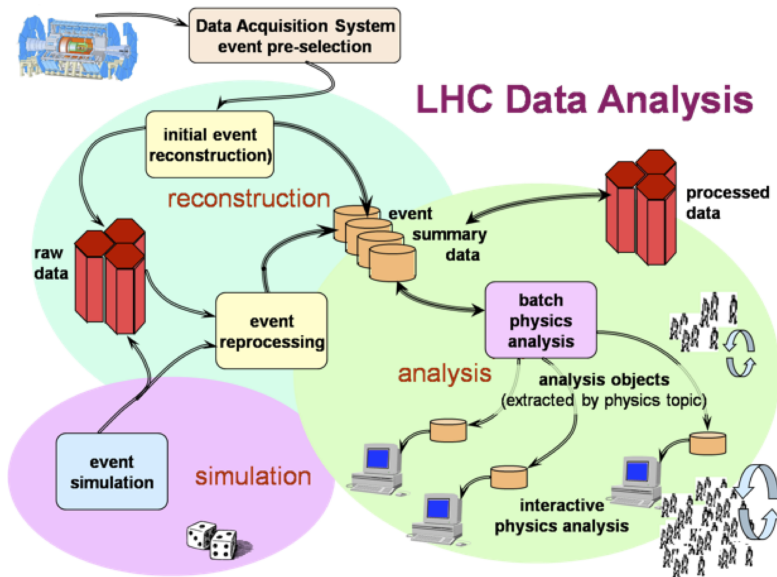 Data Acquisition System
event pre-selection
LHC Data Analysis
initial event
reconstruction)
reconstruction
event
summary
data
processed
data
raw
data
event
reprocessing
batch
physics
analysis
analysis
analysis objects
(extracted by physics topic)
event
simulation
simulation
interactive
physics analysis